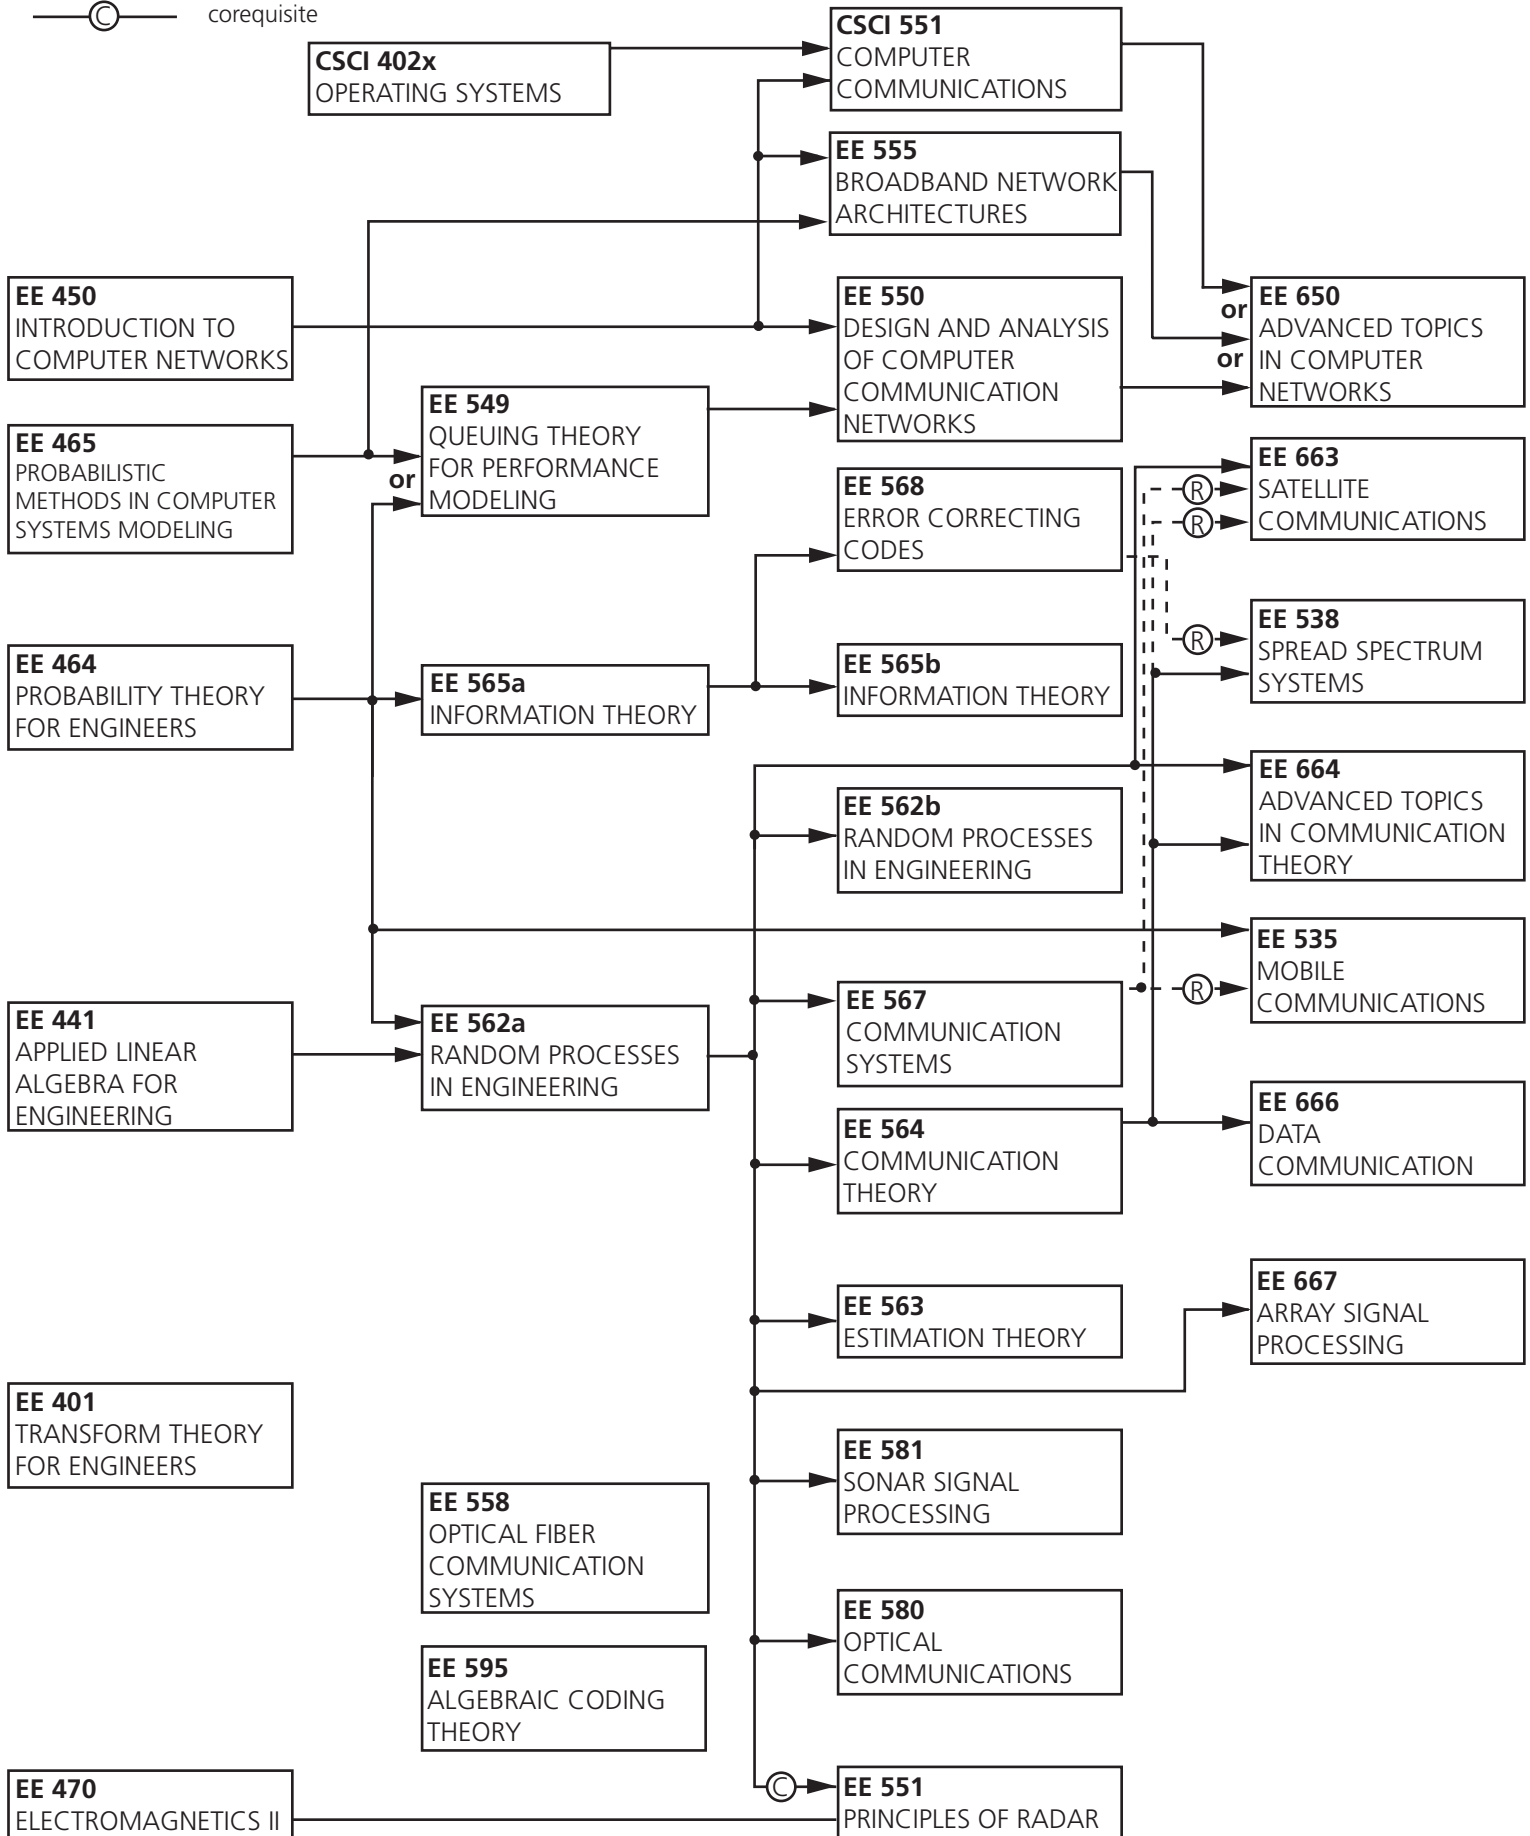 C corequisite
CSCI 402x
OPERATING SYSTEMS
CSCI 551
COMPUTER
COMMUNICATIONS
EE 555
BROADBAND NETWORK
ARCHITECTURES
EE 450
INTRODUCTION TO
COMPUTER NETWORKS
EE 550
DESIGN AND ANALYSIS
OF COMPUTER
COMMUNICATION
NETWORKS
or
or
EE 650
ADVANCED TOPICS
IN COMPUTER
NETWORKS
EE 465
PROBABILISTIC
METHODS IN COMPUTER
SYSTEMS MODELING
or
EE 549
QUEUING THEORY
FOR PERFORMANCE
MODELING
EE 568
ERROR CORRECTING
CODES
R
R
EE 663
SATELLITE
COMMUNICATIONS
R
EE 538
SPREAD SPECTRUM
SYSTEMS
EE 464
PROBABILITY THEORY
FOR ENGINEERS
EE 565a
INFORMATION THEORY
EE 565b
INFORMATION THEORY
EE 664
ADVANCED TOPICS
IN COMMUNICATION
THEORY
EE 562b
RANDOM PROCESSES
IN ENGINEERING
R
EE 535
MOBILE
COMMUNICATIONS
EE 441
APPLIED LINEAR
ALGEBRA FOR
ENGINEERING
EE 562a
RANDOM PROCESSES
IN ENGINEERING
EE 567
COMMUNICATION
SYSTEMS
EE 564
COMMUNICATION
THEORY
EE 666
DATA
COMMUNICATION
EE 563
ESTIMATION THEORY
EE 667
ARRAY SIGNAL
PROCESSING
EE 401
TRANSFORM THEORY
FOR ENGINEERS
EE 581
SONAR SIGNAL
PROCESSING
EE 558
OPTICAL FIBER
COMMUNICATION
SYSTEMS
EE 580
OPTICAL
COMMUNICATIONS
EE 595
ALGEBRAIC CODING
THEORY
EE 470
ELECTROMAGNETICS II
C
EE 551
PRINCIPLES OF RADAR